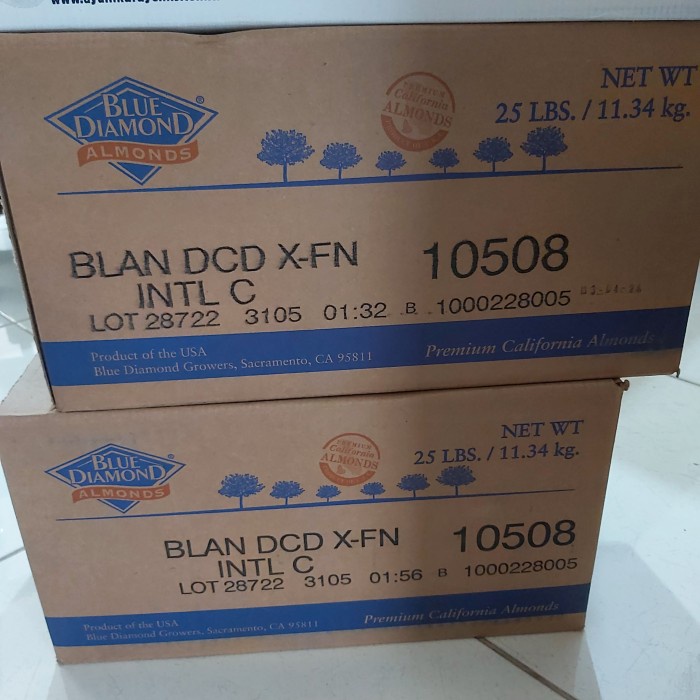 BLUE
DIAMOND®
ALMONDS
PREMIUM
California
ALMONDS
NET WT
25 LBS. / 11.34 kg.
BLAN DCD X-FN 10508
INTL C
LOT 28722 3105 01:32 B 1000228005
Product of the USA
Blue Diamond Growers, Sacramento, CA 95811
Premium California Almonds
BLUE
DIAMOND
ALMONDS
PREMIUM
California
ALMONDS
NET WT
25 LBS. / 11.34 kg.
BLAN DCD X-FN 10508
INTL C
LOT 28722 3105 01:56 B 1000228005
Product of the USA
Blue Diamond Growers, Sacramento, CA 95811
Premium California Almonds